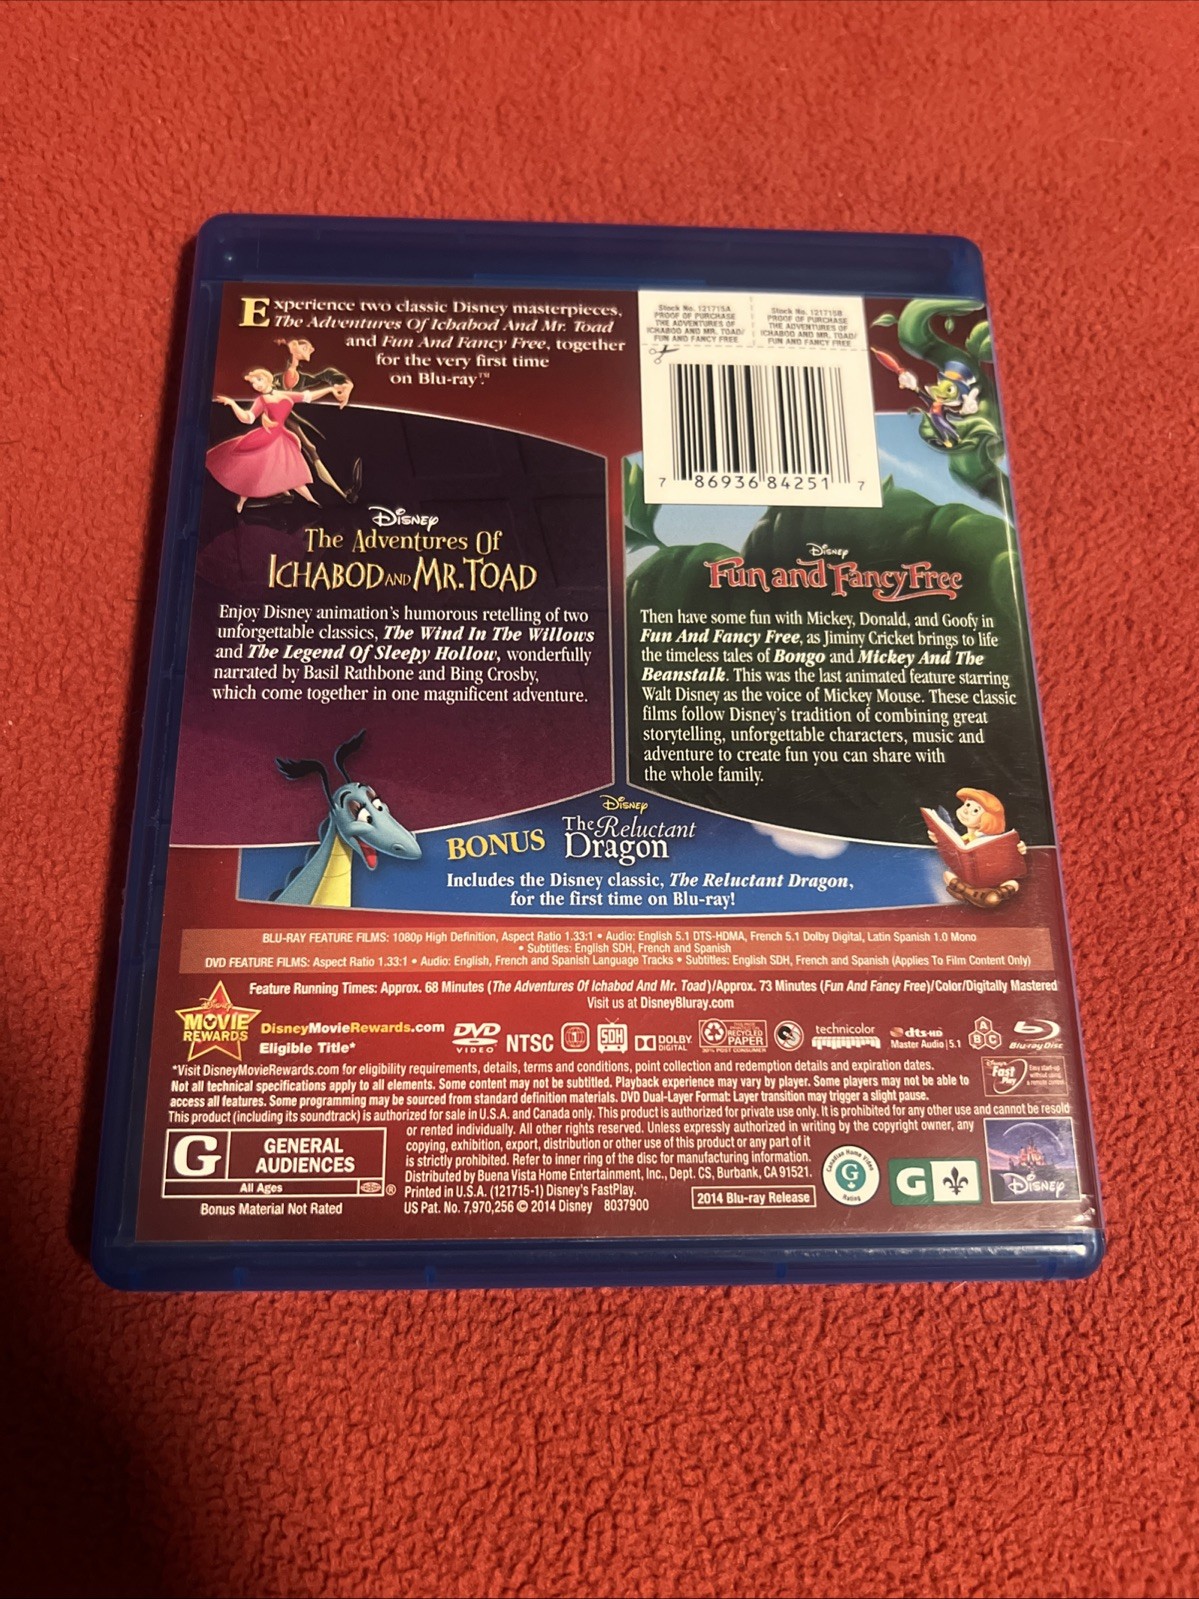 Experience two classic Disney masterpieces,
The Adventures Of Ichabod And Mr. Toad
and Fun And Fancy Free, together
for the very first time
on Blu-ray™.
Stock No. 121715A
PROOF OF PURCHASE
THE ADVENTURES OF
ICHABOD AND MR. TOAD/
FUN AND FANCY FREE
Stock No. 121715B
PROOF OF PURCHASE
THE ADVENTURES OF
ICHABOD AND MR. TOAD/
FUN AND FANCY FREE
7 86936 84251 7
Disney
The Adventures Of
ICHABOD AND MR. TOAD
Enjoy Disney animation's humorous retelling of two
unforgettable classics, The Wind In The Willows
and The Legend Of Sleepy Hollow, wonderfully
narrated by Basil Rathbone and Bing Crosby,
which come together in one magnificent adventure.
Disney
Fun and Fancy Free
Then have some fun with Mickey, Donald, and Goofy in
Fun And Fancy Free, as Jiminy Cricket brings to life
the timeless tales of Bongo and Mickey And The
Beanstalk. This was the last animated feature starring
Walt Disney as the voice of Mickey Mouse. These classic
films follow Disney's tradition of combining great
storytelling, unforgettable characters, music and
adventure to create fun you can share with
the whole family.
BONUS
Disney
The Reluctant
Dragon
Includes the Disney classic, The Reluctant Dragon,
for the first time on Blu-ray!
BLU-RAY FEATURE FILMS: 1080p High Definition, Aspect Ratio 1.33:1 • Audio: English 5.1 DTS-HDMA, French 5.1 Dolby Digital, Latin Spanish 1.0 Mono
• Subtitles: English SDH, French and Spanish
DVD FEATURE FILMS: Aspect Ratio 1.33:1 • Audio: English, French and Spanish Language Tracks • Subtitles: English SDH, French and Spanish (Applies To Film Content Only)
Feature Running Times: Approx. 68 Minutes (The Adventures Of Ichabod And Mr. Toad)/Approx. 73 Minutes (Fun And Fancy Free)/Color/Digitally Mastered
Visit us at DisneyBluray.com
Disney
MOVIE
REWARDS
DisneyMovieRewards.com
Eligible Title*
DVD
VIDEO
NTSC
1
SDH
DOLBY
DIGITAL
RECYCLED
PAPER
30% POST CONSUMER
technicolor
dts-HD
Master Audio | 5.1
A
B C
Blu-ray Disc
*Visit DisneyMovieRewards.com for eligibility requirements, details, terms and conditions, point collection and redemption details and expiration dates.
Not all technical specifications apply to all elements. Some content may not be subtitled. Playback experience may vary by player. Some players may not be able to
access all features. Some programming may be sourced from standard definition materials. DVD Dual-Layer Format: Layer transition may trigger a slight pause.
Disney's
Fast
Play
Easy start-up
without using
a remote control
This product (including its soundtrack) is authorized for sale in U.S.A. and Canada only. This product is authorized for private use only. It is prohibited for any other use and cannot be resold
or rented individually. All other rights reserved. Unless expressly authorized in writing by the copyright owner, any
copying, exhibition, export, distribution or other use of this product or any part of it
is strictly prohibited. Refer to inner ring of the disc for manufacturing information.
Distributed by Buena Vista Home Entertainment, Inc., Dept. CS, Burbank, CA 91521.
Printed in U.S.A. (121715-1) Disney's FastPlay.
US Pat. No. 7,970,256 © 2014 Disney 8037900
G
GENERAL
AUDIENCES
All Ages
®
Bonus Material Not Rated
2014 Blu-ray Release
Canadian Home Video
G
Rating
G
Disney